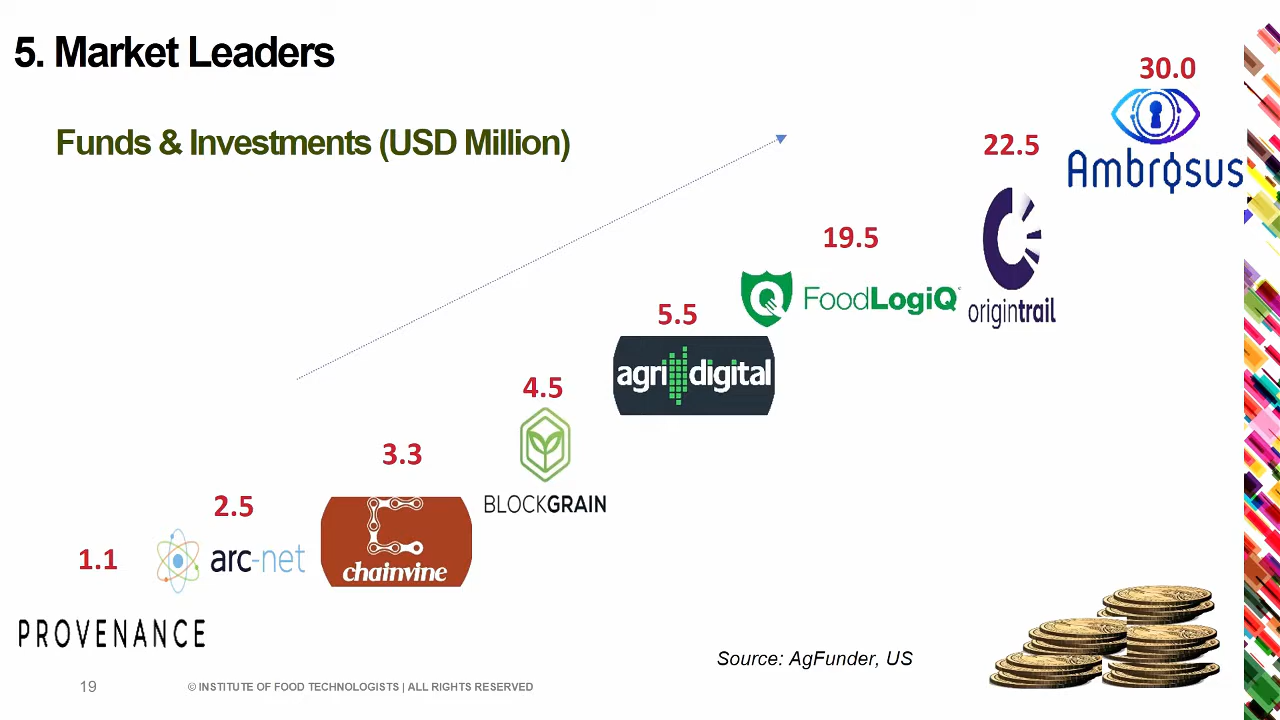 5. Market Leaders
Funds & Investments (USD Million)
30.0
Ambrosus
22.5
origintrail
19.5
FoodLogiQ
5.5
agridigital
4.5
BLOCKGRAIN
3.3
chainvine
2.5
arc-net
1.1
PROVENANCE
Source: AgFunder, US
19
© INSTITUTE OF FOOD TECHNOLOGISTS | ALL RIGHTS RESERVED